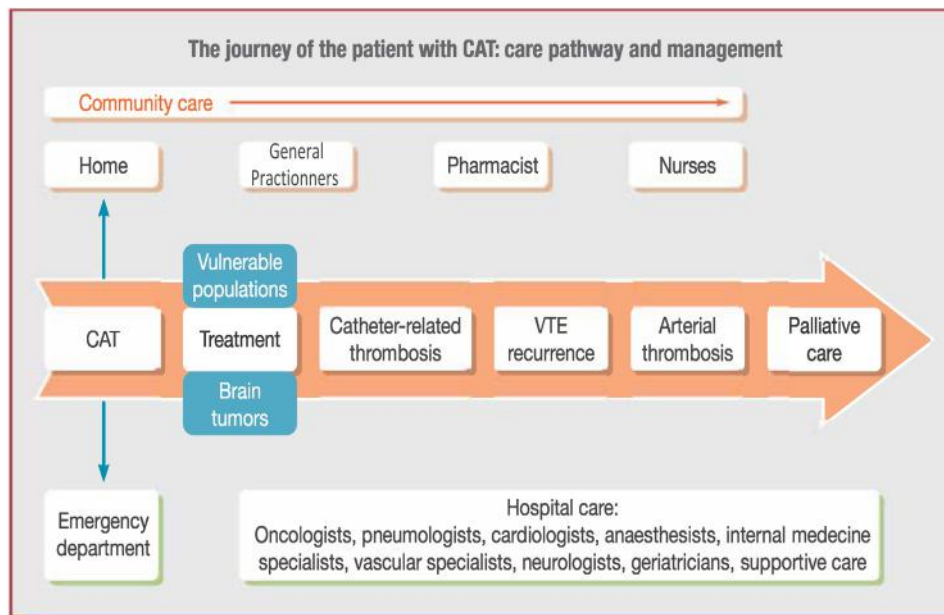 The journey of the patient with CAT: care pathway and management
Community care
Home
General
Practionners
Pharmacist
Nurses
Vulnerable
populations
CAT
Treatment
Catheter-related
thrombosis
VTE
recurrence
Arterial
thrombosis
Palliative
care
Brain
tumors
Emergency
department
Hospital care:
Oncologists, pneumologists, cardiologists, anaesthesists, internal medecine
specialists, vascular specialists, neurologists, geriatricians, supportive care